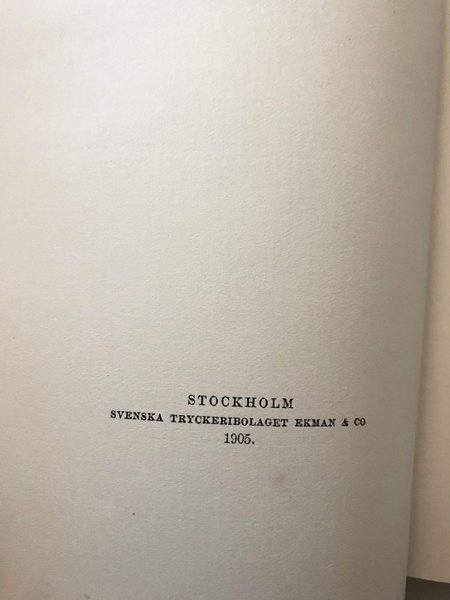 STOCKHOLM
SVENSKA TRYCKERIBOLAGET EKMAN & CO
1905.